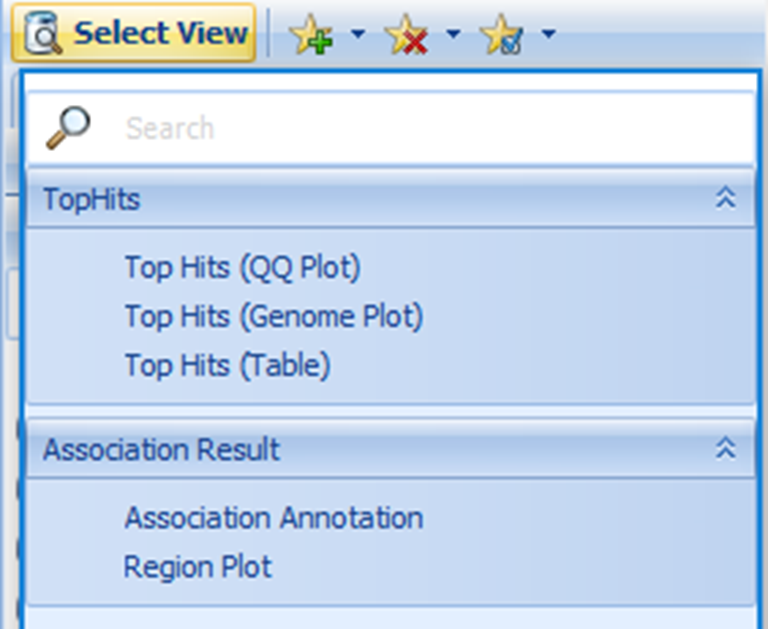 Select View
Search
TopHits
Top Hits (QQ Plot)
Top Hits (Genome Plot)
Top Hits (Table)
Association Result
Association Annotation
Region Plot